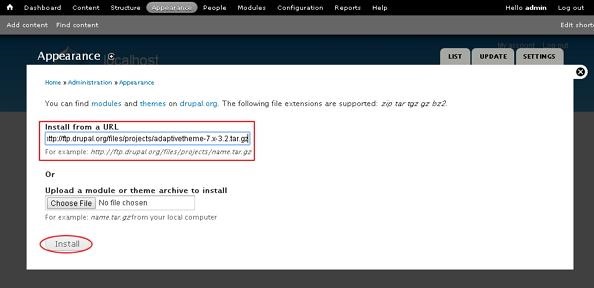 Dashboard Content Structure Appearance People Modules Configuration Reports Help Hello admin Log out
Add content Find content Edit short
My account Log out
Appearance
localhost
LIST UPDATE SETTINGS
Home » Administration » Appearance
You can find modules and themes on drupal.org. The following file extensions are supported: zip tar tgz gz bz2.
Install from a URL
ttp://ftp.drupal.org/files/projects/adaptivetheme-7.x-3.2.tar.gz
For example: http://ftp.drupal.org/files/projects/name.tar.gz
Or
Upload a module or theme archive to install
Choose File No file chosen
For example: name.tar.gz from your local computer
Install